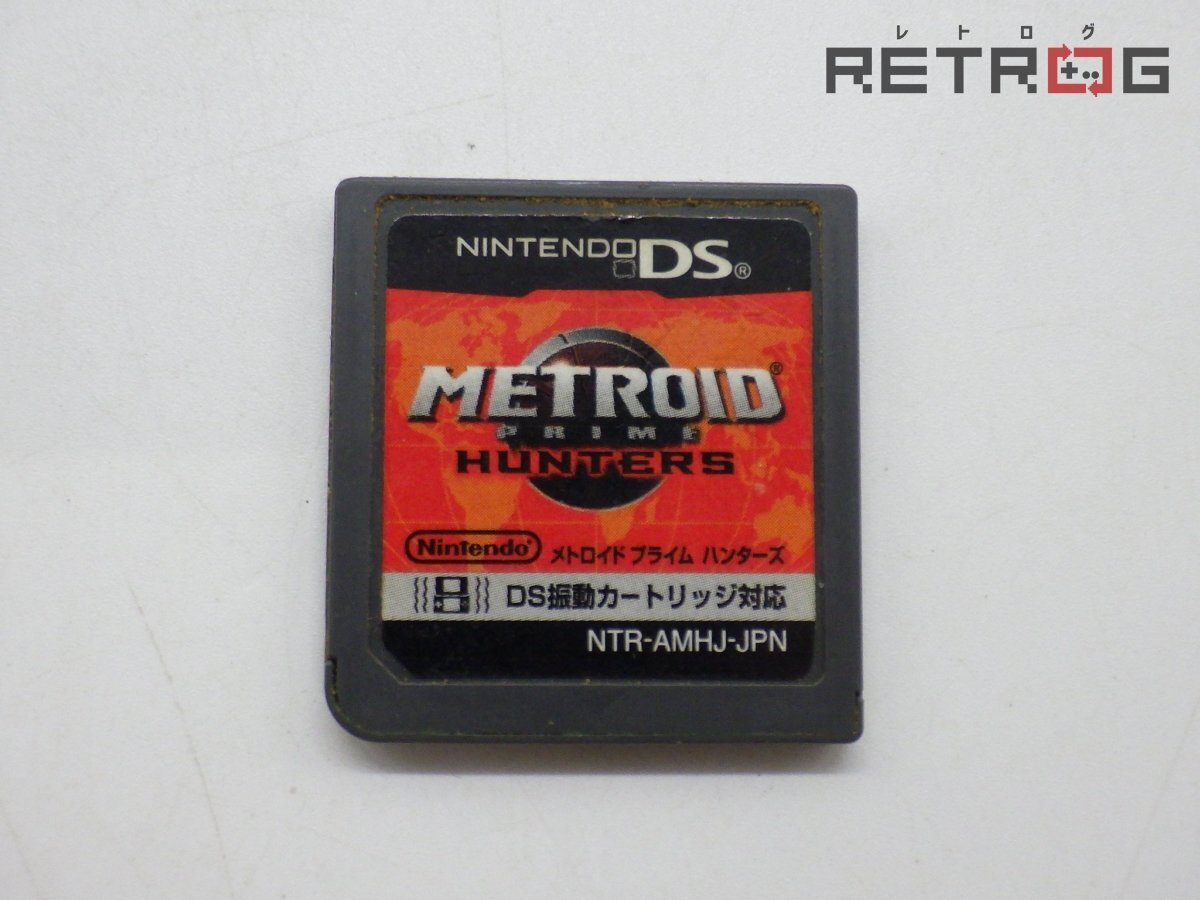 レトログ
RETROG
NINTENDO DS®
METROID®
PRIME
HUNTERS
Nintendo®
メトロイド プライム ハンターズ
DS振動カートリッジ対応
NTR-AMHJ-JPN